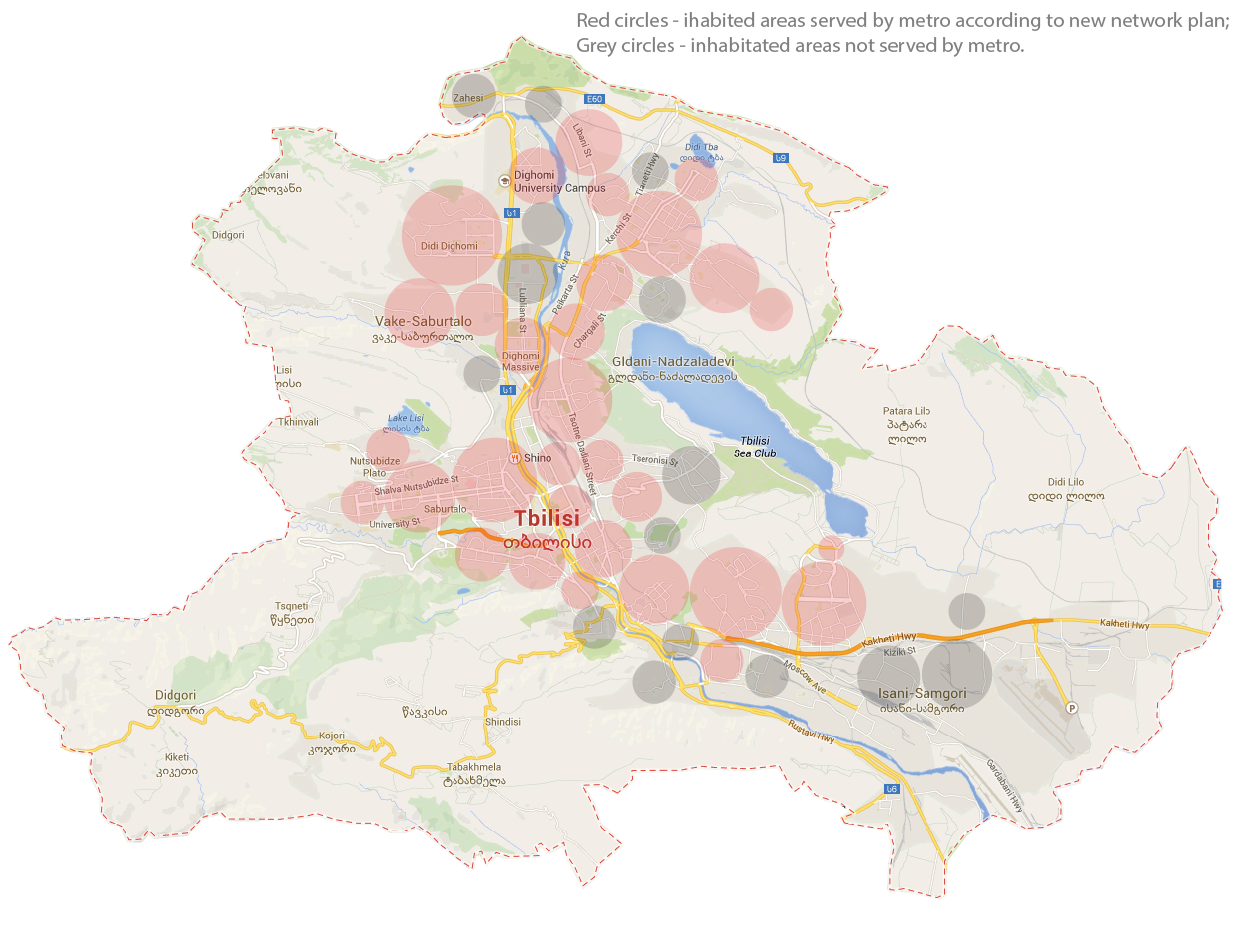 Red circles - ihabited areas served by metro according to new network plan;
Grey circles - inhabitated areas not served by metro.
Zahesi
E60
Libani St
Didi Tba
დიდი ტბა
ს9
Tianeti Hwy
Dighomi
University Campus
ს1
Kerchi St
Didgori
Didi Dichomi
Kura
Peikarta St
Lubliana St
Vake-Saburtalo
ვაკე-საბურთალო
Chargali St
Dighomi
Massive
Gldani-Nadzaladevi
გლდანი-ნაძალადევის
Lisi
ს1
Lake Lisi
ლისის ტბა
Tkhinvali
Patara Lilo
პატარა
ლილო
Tsotne Dadiani Street
Tbilisi
Sea Club
Nutsubidze
Plato
Shino
Tseronisi St
Shalva Nutsubidze St
Didi Lilo
დიდი ლილო
Saburtalo
University St
Tbilisi
თბილისი
Tsqneti
წყნეთი
Kakheti Hwy
Kakheti Hwy
Kiziki St
Moscow Ave
Isani-Samgori
ისანი-სამგორი
P
Didgori
დიდგორი
წავკისი
Shindisi
Rustavi Hwy
Kojori
კოჯორი
Kiketi
კიკეთი
Tabakhmela
ტაბახმელა
Gardabani Hwy
ს6